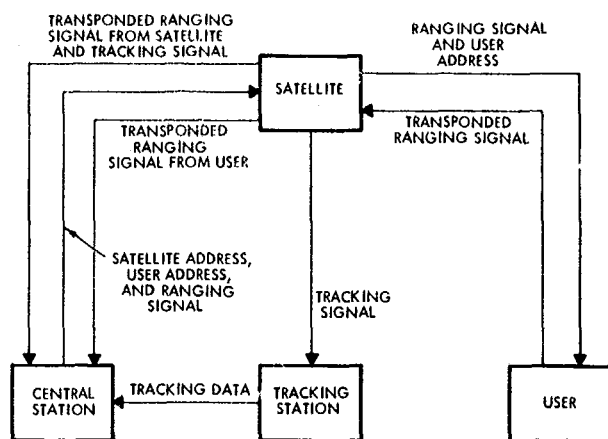 TRANSPONDED RANGING
SIGNAL FROM SATELLITE
AND TRACKING SIGNAL
RANGING SIGNAL
AND USER
ADDRESS
SATELLITE
TRANSPONDED
RANGING
SIGNAL FROM USER
TRANSPONDED
RANGING SIGNAL
SATELLITE ADDRESS,
USER ADDRESS,
AND RANGING
SIGNAL
TRACKING
SIGNAL
CENTRAL
STATION
TRACKING DATA
TRACKING
STATION
USER